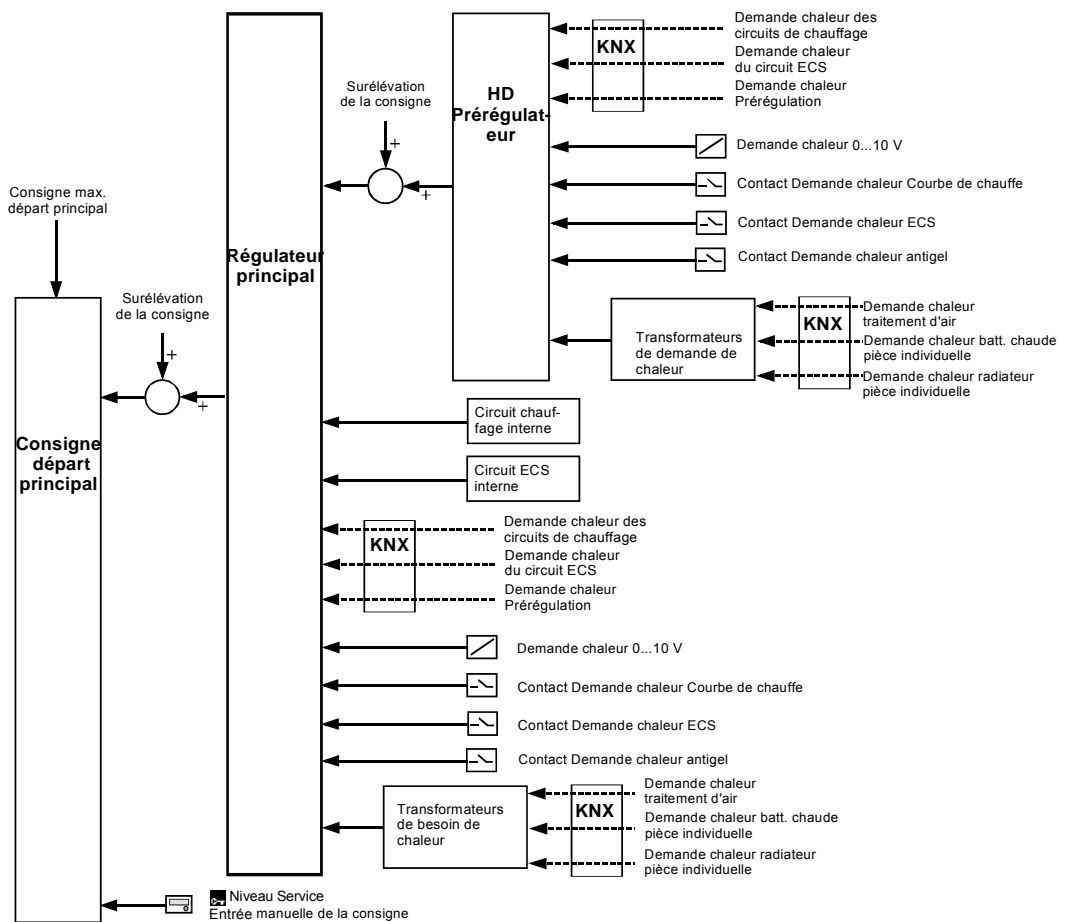 Demande chaleur des
circuits de chauffage
KNX
Demande chaleur
du circuit ECS
Demande chaleur
Prérégulation
HD
Prérégulat-
eur
Surélévation
de la consigne
+
+
Demande chaleur 0...10 V
Contact Demande chaleur Courbe de chauffe
Contact Demande chaleur ECS
Contact Demande chaleur antigel
Consigne max.
départ principal
Régulateur
principal
Surélévation
de la consigne
+
+
Transformateurs
de demande de
chaleur
KNX
Demande chaleur
traitement d'air
Demande chaleur batt. chaude
pièce individuelle
Demande chaleur radiateur
pièce individuelle
Circuit chauf-
fage interne
Consigne
départ
principal
Circuit ECS
interne
KNX
Demande chaleur des
circuits de chauffage
Demande chaleur
du circuit ECS
Demande chaleur
Prérégulation
Demande chaleur 0...10 V
Contact Demande chaleur Courbe de chauffe
Contact Demande chaleur ECS
Contact Demande chaleur antigel
Transformateurs
de besoin de
chaleur
KNX
Demande chaleur
traitement d'air
Demande chaleur batt. chaude
pièce individuelle
Demande chaleur radiateur
pièce individuelle
Niveau Service
Entrée manuelle de la consigne